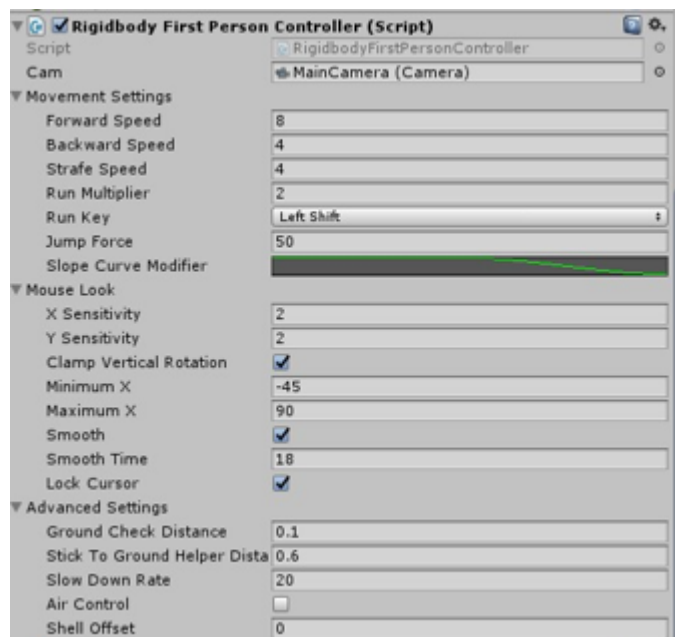 Rigidbody First Person Controller (Script)
Script RigidbodyFirstPersonController
Cam MainCamera (Camera)
Movement Settings
Forward Speed 8
Backward Speed 4
Strafe Speed 4
Run Multiplier 2
Run Key Left Shift
Jump Force 50
Slope Curve Modifier
Mouse Look
X Sensitivity 2
Y Sensitivity 2
Clamp Vertical Rotation
Minimum X -45
Maximum X 90
Smooth
Smooth Time 18
Lock Cursor
Advanced Settings
Ground Check Distance 0.1
Stick To Ground Helper Dista 0.6
Slow Down Rate 20
Air Control
Shell Offset 0